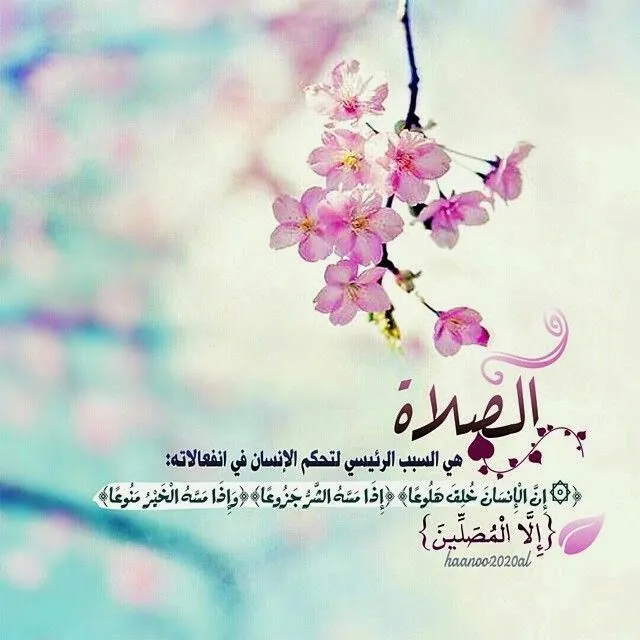 الصلاة
هي السبب الرئيسي لتحكم الإنسان في انفعالاته:
﴿۞ إِنَّ الْإِنسَانَ خُلِقَ هَلُوعًا﴾ ﴿إِذَا مَسَّهُ الشَّرُّ جَزُوعًا﴾ ﴿وَإِذَا مَسَّهُ الْخَيْرُ مَنُوعًا﴾
{إِلَّا الْمُصَلِّينَ}
haanoo2020al